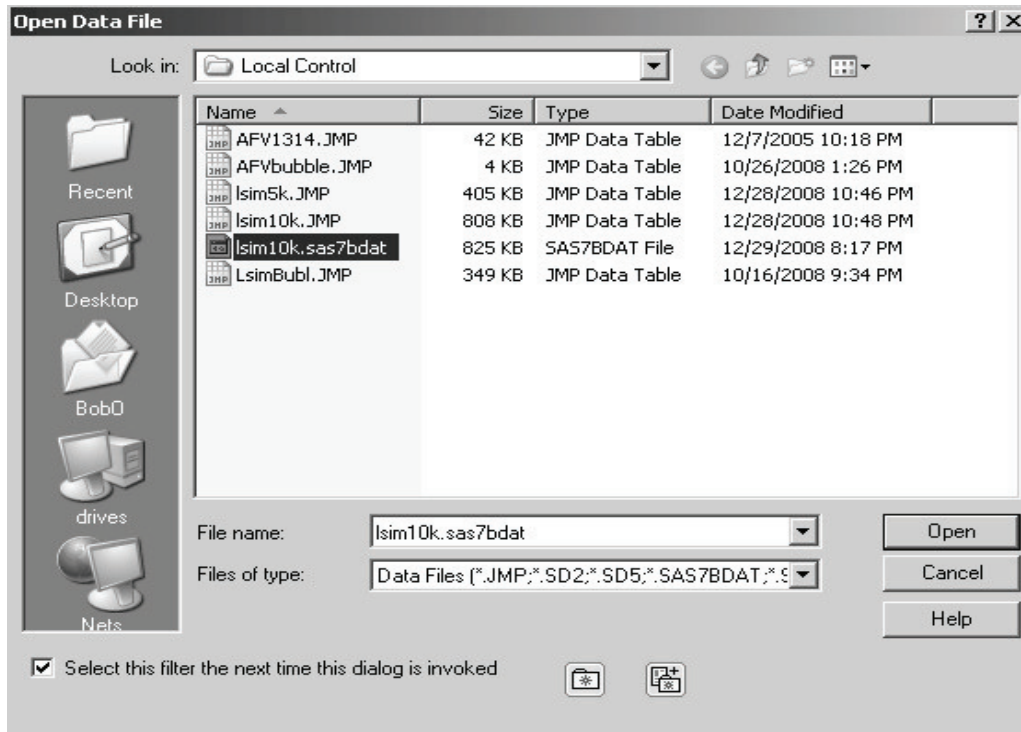 Open Data File
Look in: Local Control
Name Size Type Date Modified
AFV1314.JMP 42 KB JMP Data Table 12/7/2005 10:18 PM
AFVbubble.JMP 4 KB JMP Data Table 10/26/2008 1:26 PM
lsim5k.JMP 405 KB JMP Data Table 12/28/2008 10:46 PM
lsim10k.JMP 808 KB JMP Data Table 12/28/2008 10:48 PM
lsim10k.sas7bdat 825 KB SAS7BDAT File 12/29/2008 8:17 PM
LsimBubl.JMP 349 KB JMP Data Table 10/16/2008 9:34 PM
Recent
Desktop
BobO
drives
Nets
File name: lsim10k.sas7bdat
Open
Files of type: Data Files (*.JMP;*.SD2;*.SD5;*.SAS7BDAT;*.S
Cancel
Help
Select this filter the next time this dialog is invoked